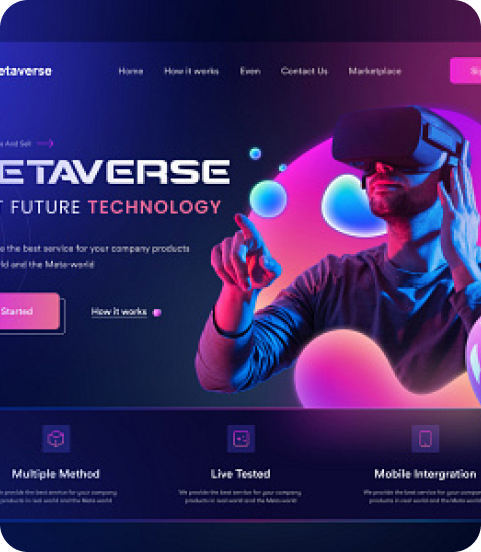 etaverse
Home How it works Even Contact Us Marketplace
And Sell
ETAVERSE
T FUTURE TECHNOLOGY
e the best service for your company products
ld and the Meta-world
Started How it works
Multiple Method Live Tested Mobile Intergration
We provide the best service for your company We provide the best service for your company We provide the best service for your company
products in real world and the Meta-world products in real world and the Meta-world products in real world and the Meta-world